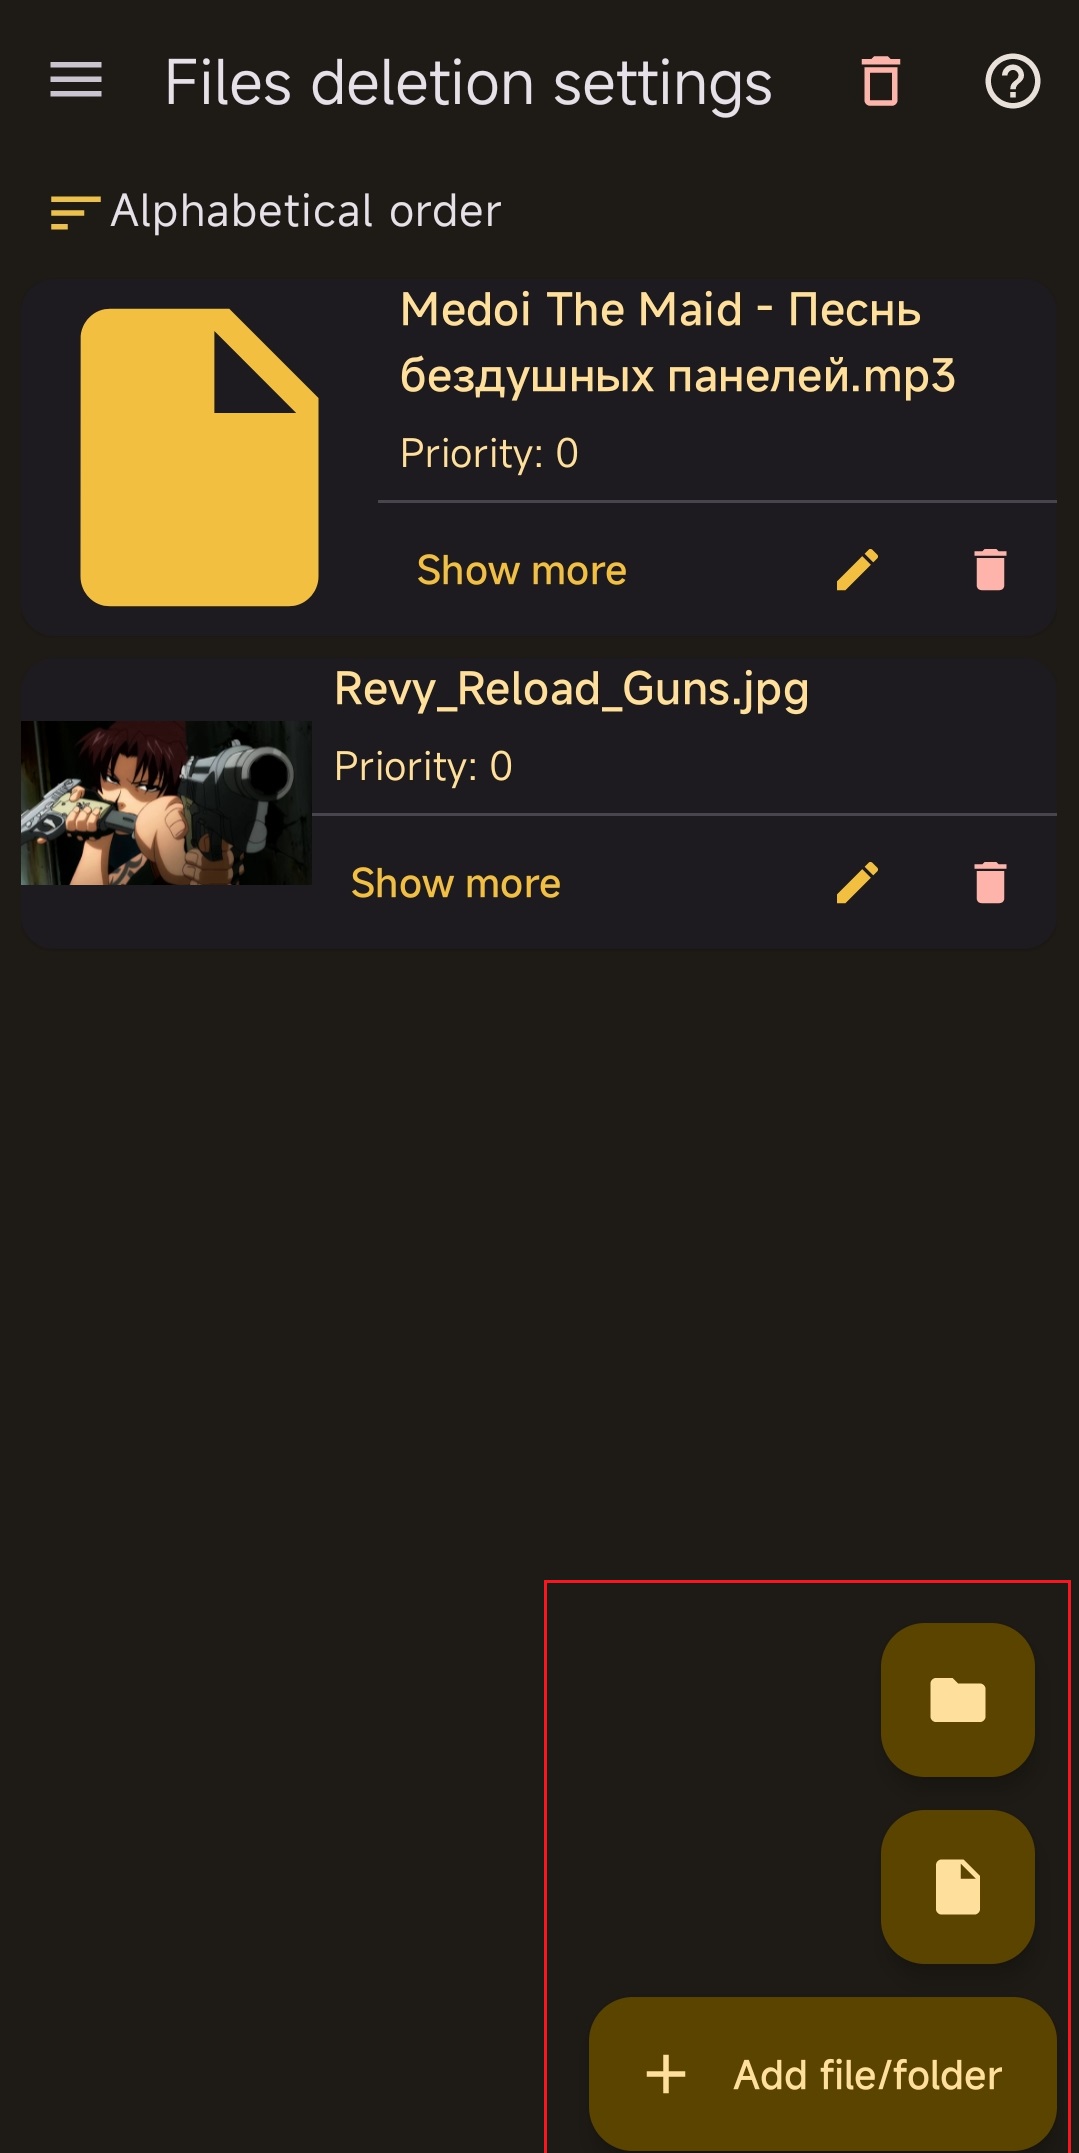 Files deletion settings
Alphabetical order
Medoi The Maid - Песнь
бездушных панелей.mp3
Priority: 0
Show more
Revy_Reload_Guns.jpg
Priority: 0
Show more
Add file/folder